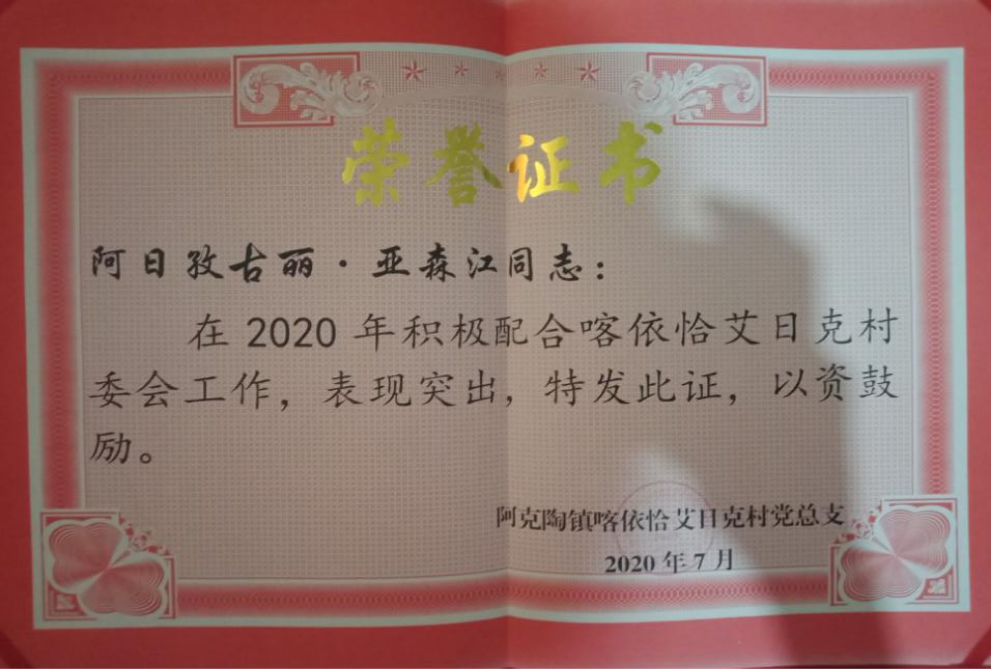 荣誉证书
阿日孜古丽·亚森江同志：
在2020年积极配合喀依恰艾日克村
委会工作，表现突出，特发此证，以资鼓
励。
阿克陶镇喀依恰艾日克村党总支
2020年7月